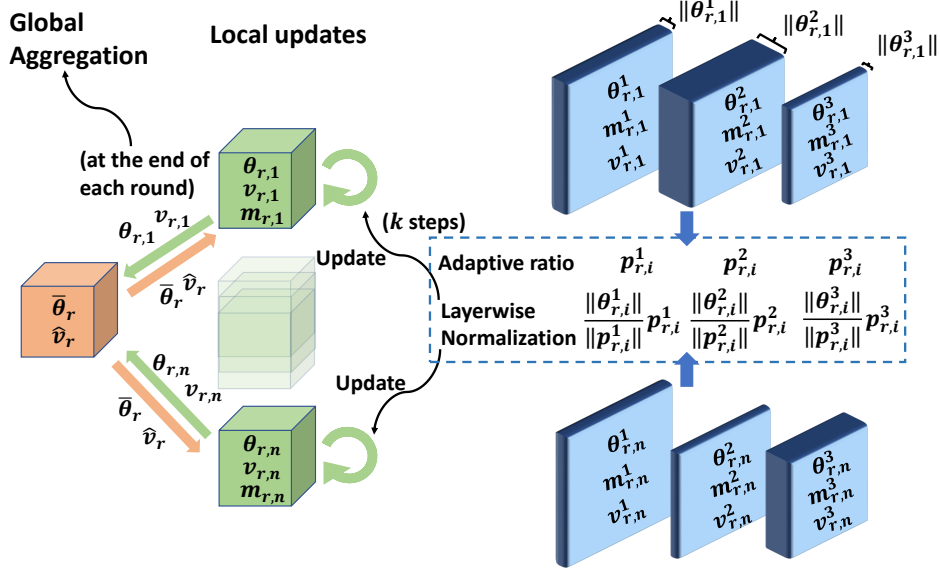 Global
Aggregation
Local updates
(at the end of
each round)
θ_{r,1}
v_{r,1}
m_{r,1}
(k steps)
Update
θ_{r,1} v_{r,1}
θ̄_r v̂_r
θ̄_r
v̂_r
θ_{r,n}
v_{r,n}
θ̄_r
v̂_r
Update
θ_{r,n}
v_{r,n}
m_{r,n}
‖θ^1_{r,1}‖
‖θ^2_{r,1}‖
‖θ^3_{r,1}‖
θ^1_{r,1}
m^1_{r,1}
v^1_{r,1}
θ^2_{r,1}
m^2_{r,1}
v^2_{r,1}
θ^3_{r,1}
m^3_{r,1}
v^3_{r,1}
Adaptive ratio p^1_{r,i} p^2_{r,i} p^3_{r,i}
Layerwise
Normalization
‖θ^1_{r,i}‖/‖p^1_{r,i}‖ p^1_{r,i} ‖θ^2_{r,i}‖/‖p^2_{r,i}‖ p^2_{r,i} ‖θ^3_{r,i}‖/‖p^3_{r,i}‖ p^3_{r,i}
θ^1_{r,n}
m^1_{r,n}
v^1_{r,n}
θ^2_{r,n}
m^2_{r,n}
v^2_{r,n}
θ^3_{r,n}
m^3_{r,n}
v^3_{r,n}